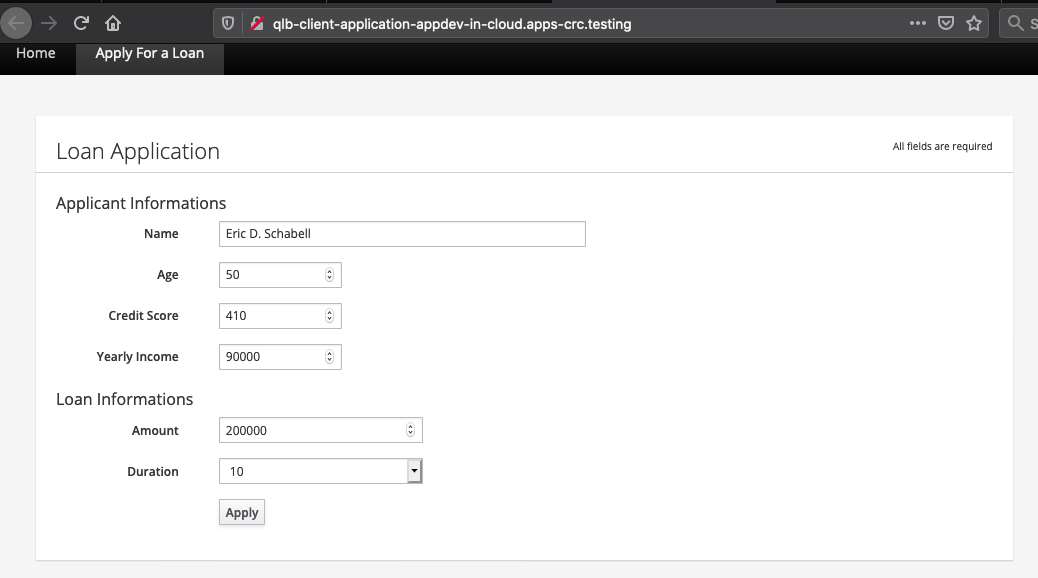 qlb-client-application-appdev-in-cloud.apps-crc.testing
Home Apply For a Loan
Loan Application All fields are required
Applicant Informations
Name Eric D. Schabell
Age 50
Credit Score 410
Yearly Income 90000
Loan Informations
Amount 200000
Duration 10
Apply